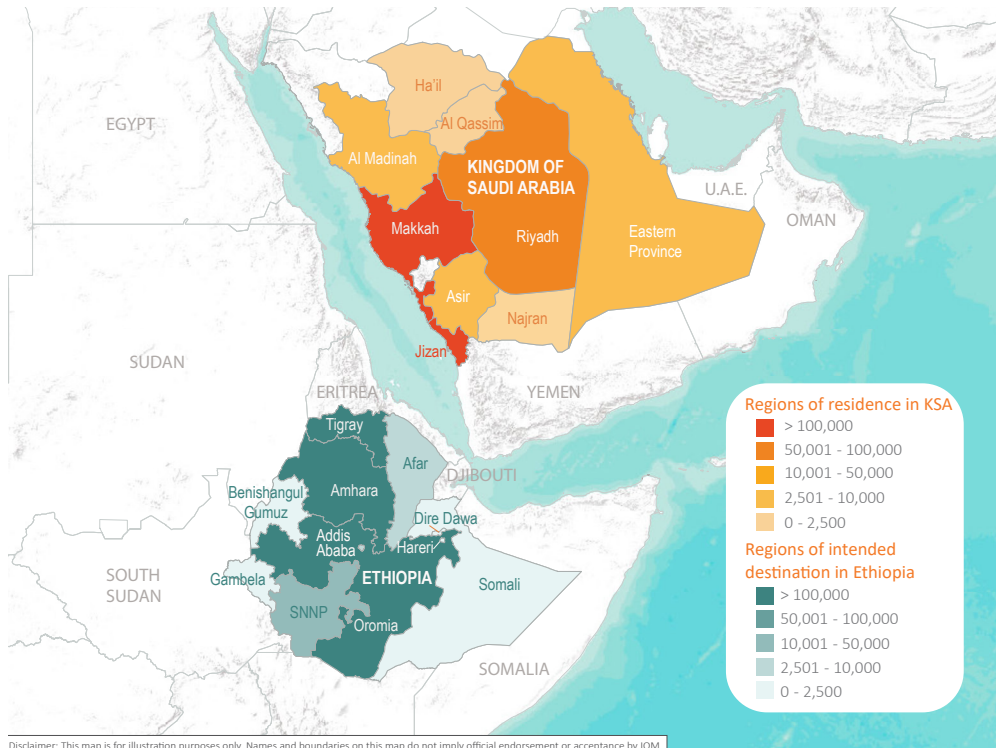 Ha'il
EGYPT
Al Qassim
Al Madinah
KINGDOM OF
SAUDI ARABIA
U.A.E.
OMAN
Makkah
Riyadh
Eastern
Province
Asir
Najran
Jizan
SUDAN
ERITREA
YEMEN
Tigray
Afar
DJIBOUTI
Benishangul
Gumuz
Amhara
Dire Dawa
Addis
Ababa
Hareri
ETHIOPIA
Gambela
Somali
SOUTH
SUDAN
SNNP
Oromia
SOMALIA
Regions of residence in KSA
> 100,000
50,001 - 100,000
10,001 - 50,000
2,501 - 10,000
0 - 2,500
Regions of intended
destination in Ethiopia
> 100,000
50,001 - 100,000
10,001 - 50,000
2,501 - 10,000
0 - 2,500
Disclaimer: This map is for illustration purposes only. Names and boundaries on this map do not imply official endorsement or acceptance by IOM.